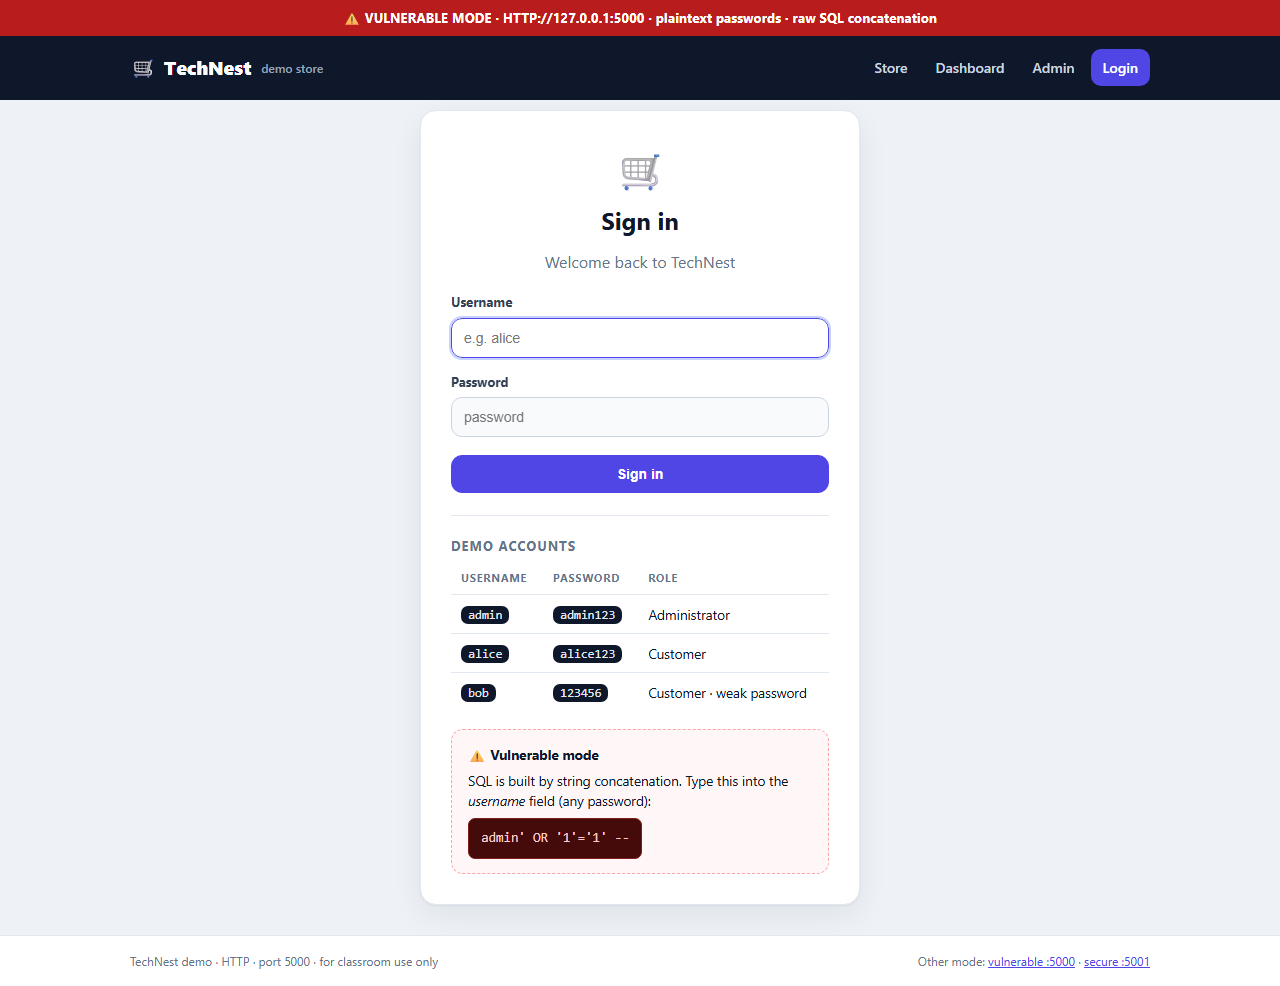 ⚠ VULNERABLE MODE · HTTP://127.0.0.1:5000 · plaintext passwords · raw SQL concatenation
TechNest demo store Store Dashboard Admin Login
Sign in
Welcome back to TechNest
Username
e.g. alice
Password
password
Sign in
DEMO ACCOUNTS
USERNAME PASSWORD ROLE
admin admin123 Administrator
alice alice123 Customer
bob 123456 Customer · weak password
⚠ Vulnerable mode
SQL is built by string concatenation. Type this into the
username field (any password):
admin' OR '1'='1' --
TechNest demo · HTTP · port 5000 · for classroom use only Other mode: vulnerable :5000 · secure :5001